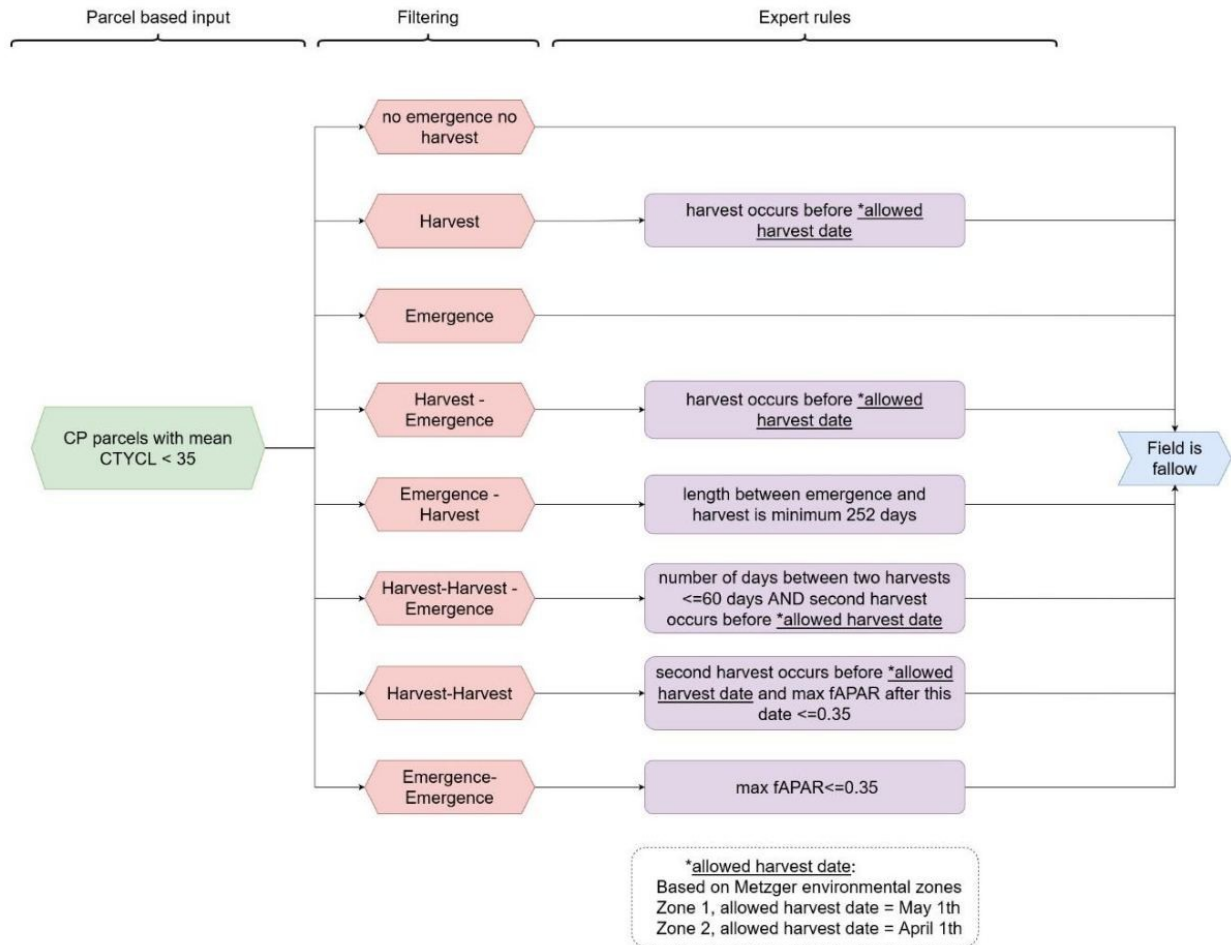 Parcel based input
Filtering
Expert rules
no emergence no
harvest
Harvest
harvest occurs before *allowed
harvest date
Emergence
Harvest -
Emergence
harvest occurs before *allowed
harvest date
CP parcels with mean
CTYCL < 35
Field is
fallow
Emergence -
Harvest
length between emergence and
harvest is minimum 252 days
Harvest-Harvest -
Emergence
number of days between two harvests
<=60 days AND second harvest
occurs before *allowed harvest date
Harvest-Harvest
second harvest occurs before *allowed
harvest date and max fAPAR after this
date <=0.35
Emergence-
Emergence
max fAPAR<=0.35
*allowed harvest date:
Based on Metzger environmental zones
Zone 1, allowed harvest date = May 1th
Zone 2, allowed harvest date = April 1th